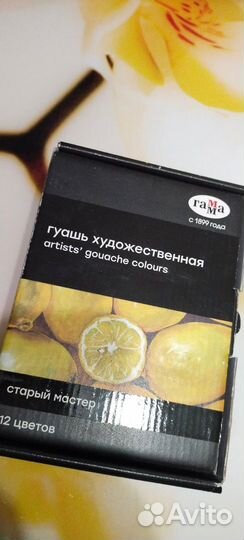 гамма
с 1899 года
гуашь художественная
artists' gouache colours
старый мастер
12 цветов
Avito